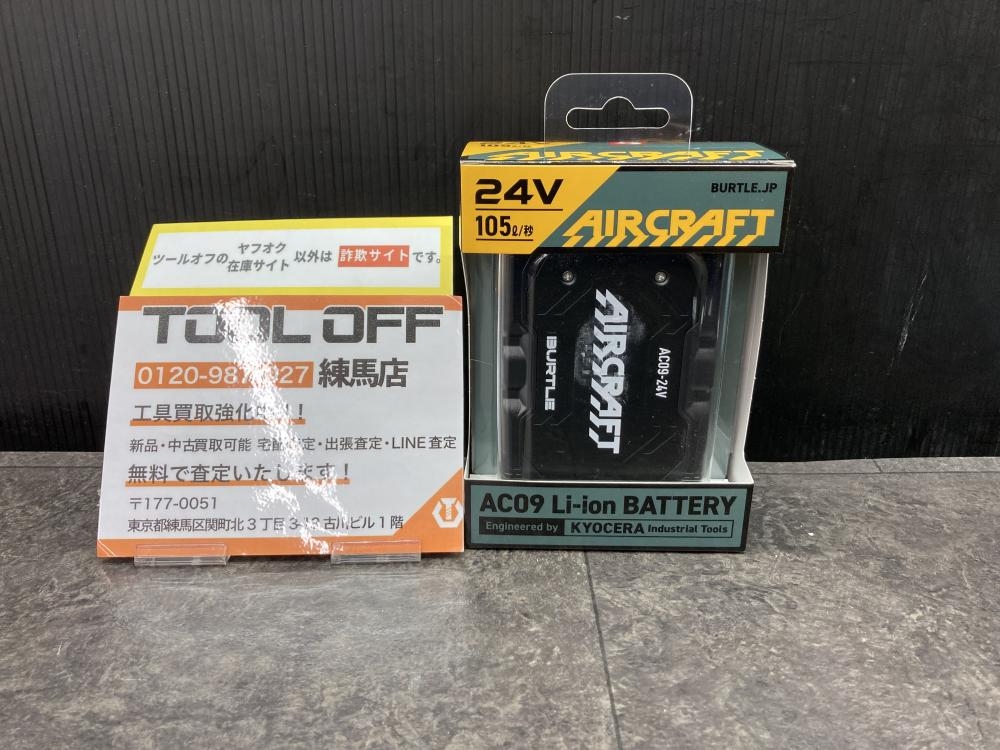 ツールオフの ヤフオク 在庫サイト 以外は 詐欺サイトです。
TOOL OFF
練馬店
工具買取強化
新品・中古買取可能 ・出張査定・LINE査定
無料で査定いたします！
〒177-0051
東京都練馬区関町北3丁目 古川ビル1階
AIRCRAFT
24V
105ℓ/秒
AIRCRAFT
BURTLE.JP
AIRCRAFT
BURTLE
AC09-24V
AC09 Li-ion BATTERY
Engineered by KYOCERA Industrial Tools